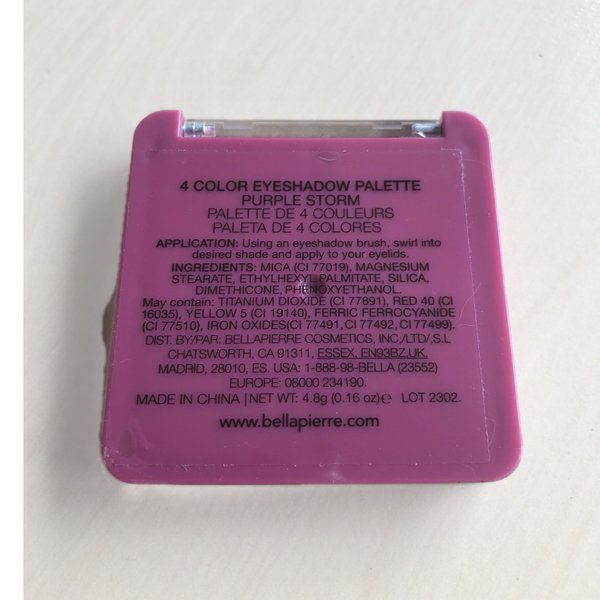 4 COLOR EYESHADOW PALETTE
PURPLE STORM
PALETTE DE 4 COULEURS
PALETA DE 4 COLORES
APPLICATION: Using an eyeshadow brush, swirl into
desired shade and apply to your eyelids.
INGREDIENTS: MICA (CI 77019), MAGNESIUM
STEARATE, ETHYLHEXYL PALMITATE, SILICA,
DIMETHICONE, PHENOXYETHANOL.
May contain: TITANIUM DIOXIDE (CI 77891), RED 40 (CI
16035), YELLOW 5 (CI 19140), FERRIC FERROCYANIDE
(CI 77510), IRON OXIDES(CI 77491, CI 77492, CI 77499).
DIST. BY/PAR: BELLAPIERRE COSMETICS, INC./LTD/,S.L
CHATSWORTH, CA 91311, ESSEX, EN93BZ,UK,
MADRID, 28010, ES. USA: 1-888-98-BELLA (23552)
EUROPE: 08000 234190.
MADE IN CHINA | NET WT: 4.8g (0.16 oz)℮ LOT 2302.
www.bellapierre.com